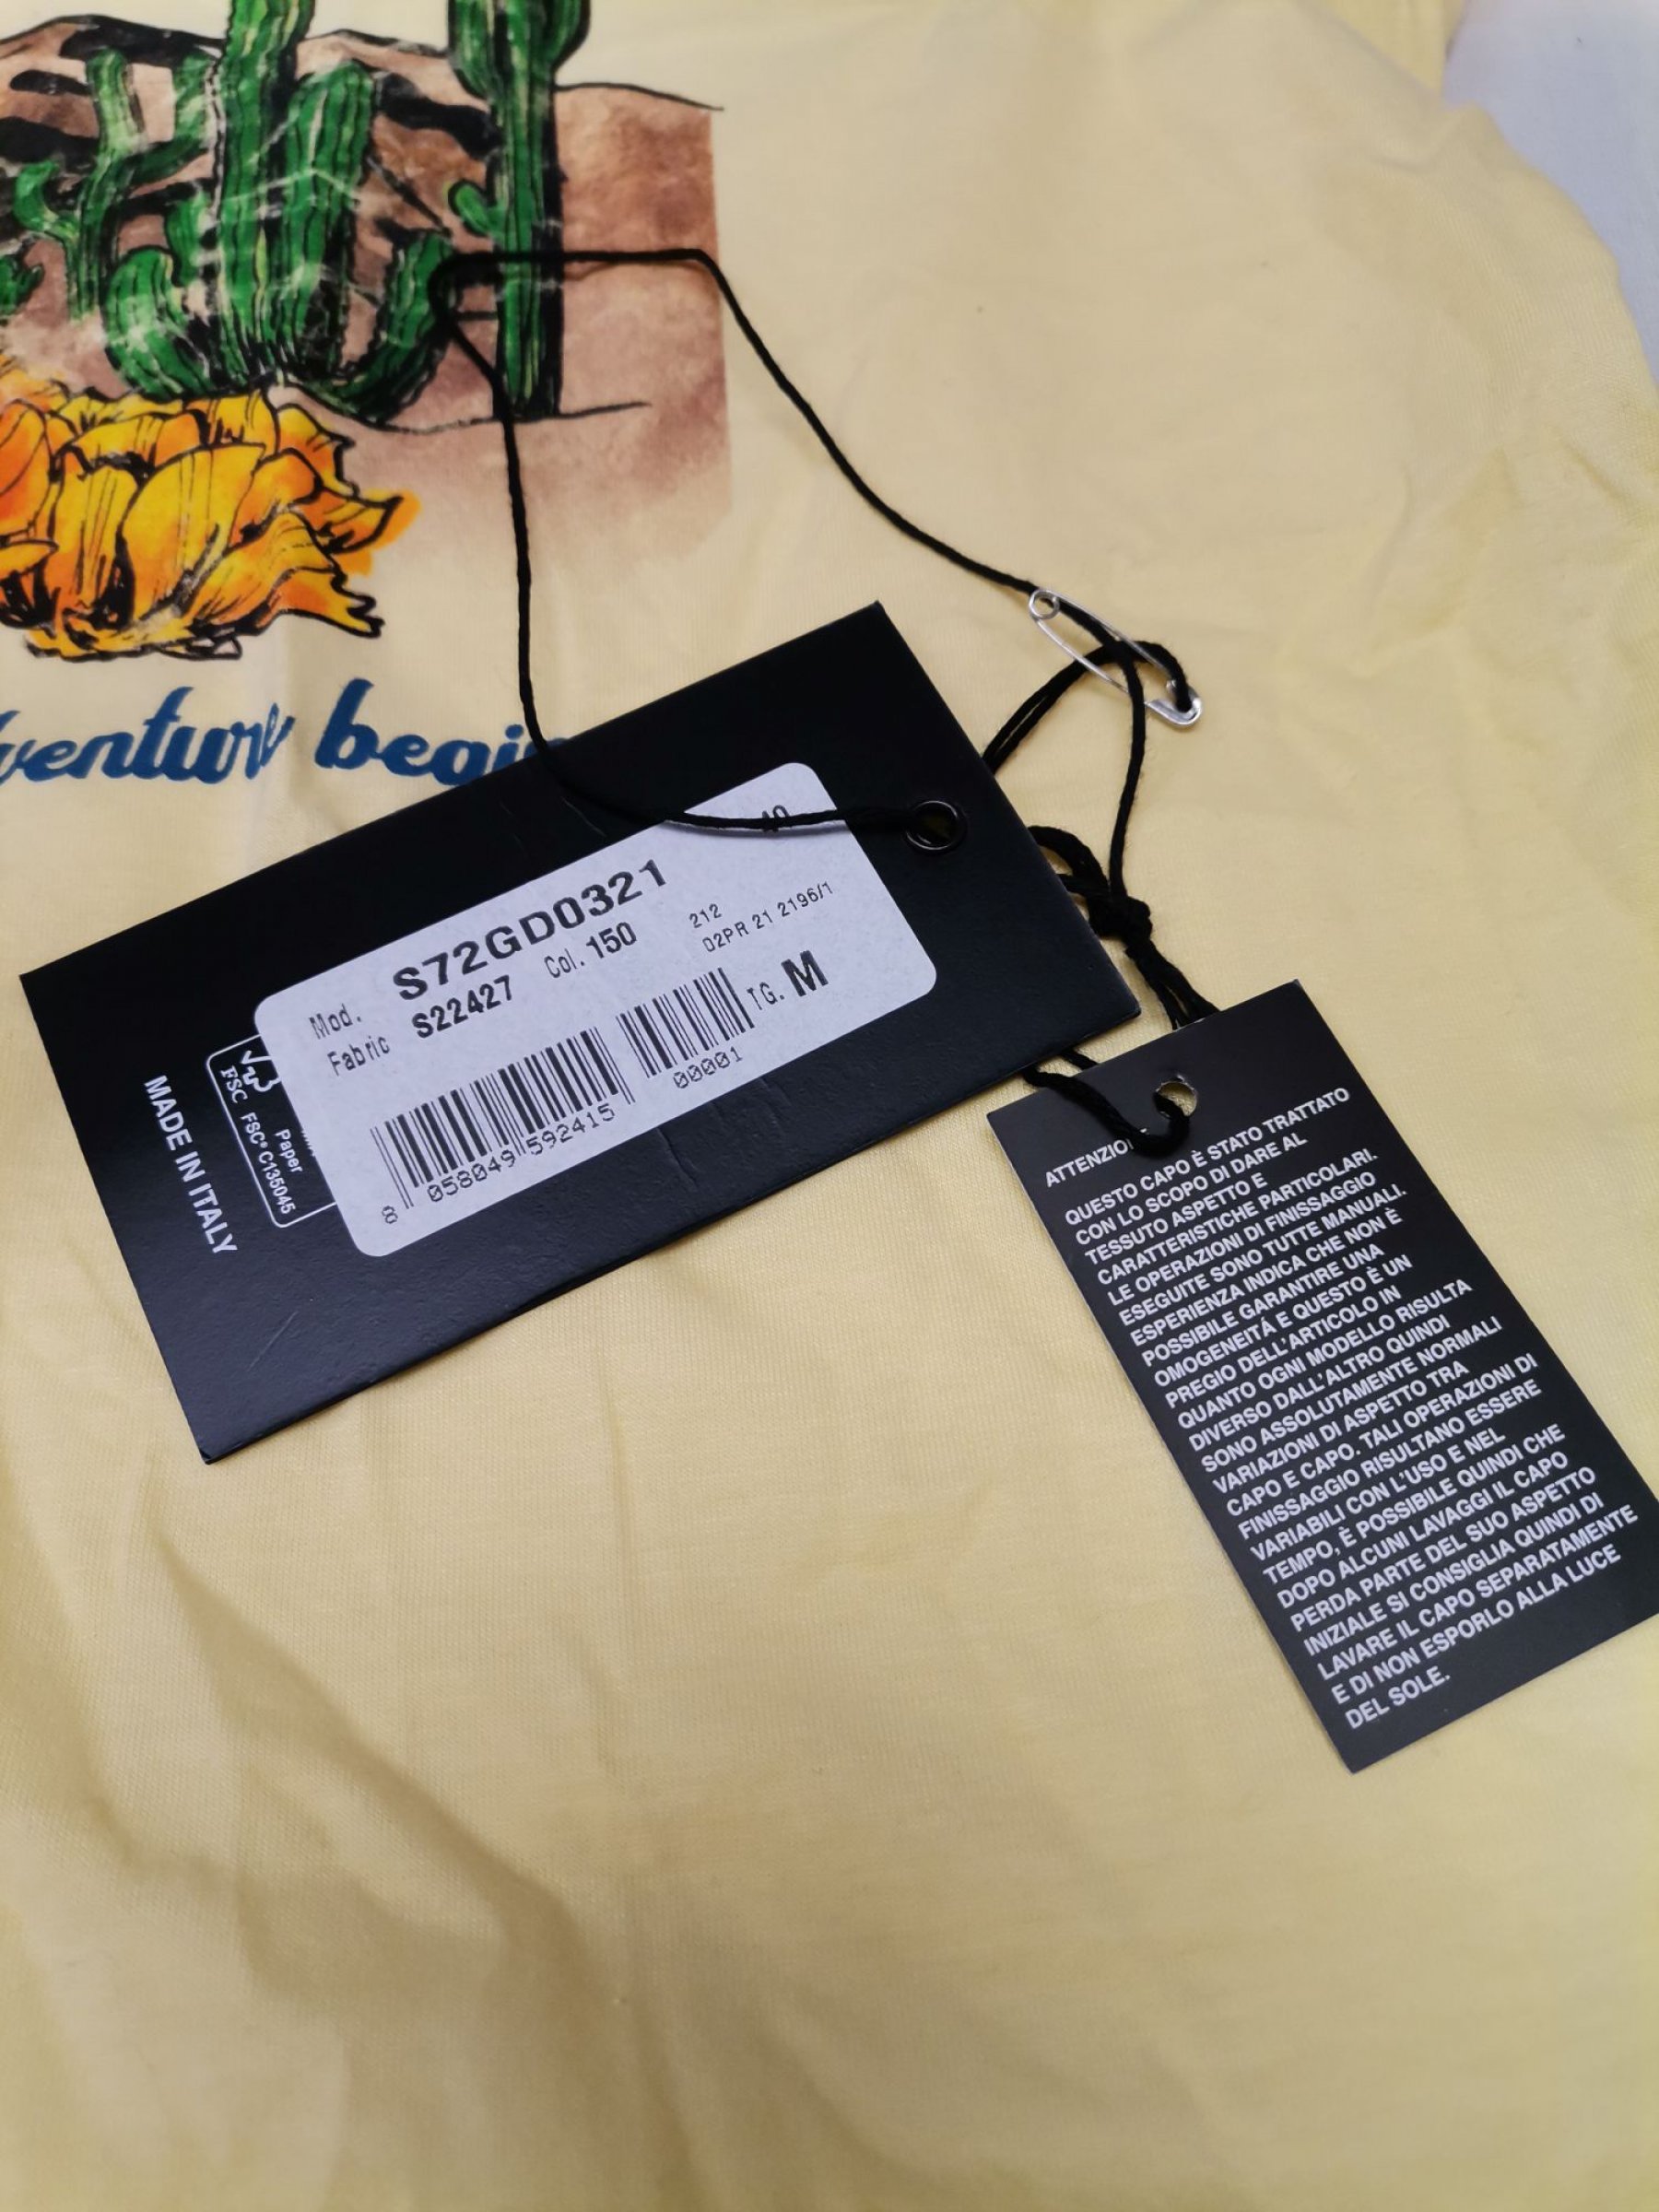 begin
40
Mod. S72GD0321
Fabric S22427 Col. 150
212
D2PR 21 2196/1
TG. M
8 058049 592415
00001
FSC
Paper
FSC® C135045
MADE IN ITALY
QUESTO CAPO È STATO TRATTATO
CON LO SCOPO DI DARE AL
TESSUTO ASPETTO E
CARATTERISTICHE PARTICOLARI.
LE OPERAZIONI DI FINISSAGGIO
ESEGUITE SONO TUTTE MANUALI.
ESPERIENZA INDICA CHE NON È
POSSIBILE GARANTIRE UNA
OMOGENEITÁ E QUESTO È UN
PREGIO DELL'ARTICOLO IN
QUANTO OGNI MODELLO RISULTA
DIVERSO DALL'ALTRO QUINDI
SONO ASSOLUTAMENTE NORMALI
VARIAZIONI DI ASPETTO TRA
CAPO E CAPO. TALI OPERAZIONI DI
FINISSAGGIO RISULTANO ESSERE
VARIABILI CON L'USO E NEL
TEMPO, È POSSIBILE QUINDI CHE
DOPO ALCUNI LAVAGGI IL CAPO
PERDA PARTE DEL SUO ASPETTO
INIZIALE SI CONSIGLIA QUINDI DI
LAVARE IL CAPO SEPARATAMENTE
E DI NON ESPORLO ALLA LUCE
DEL SOLE.